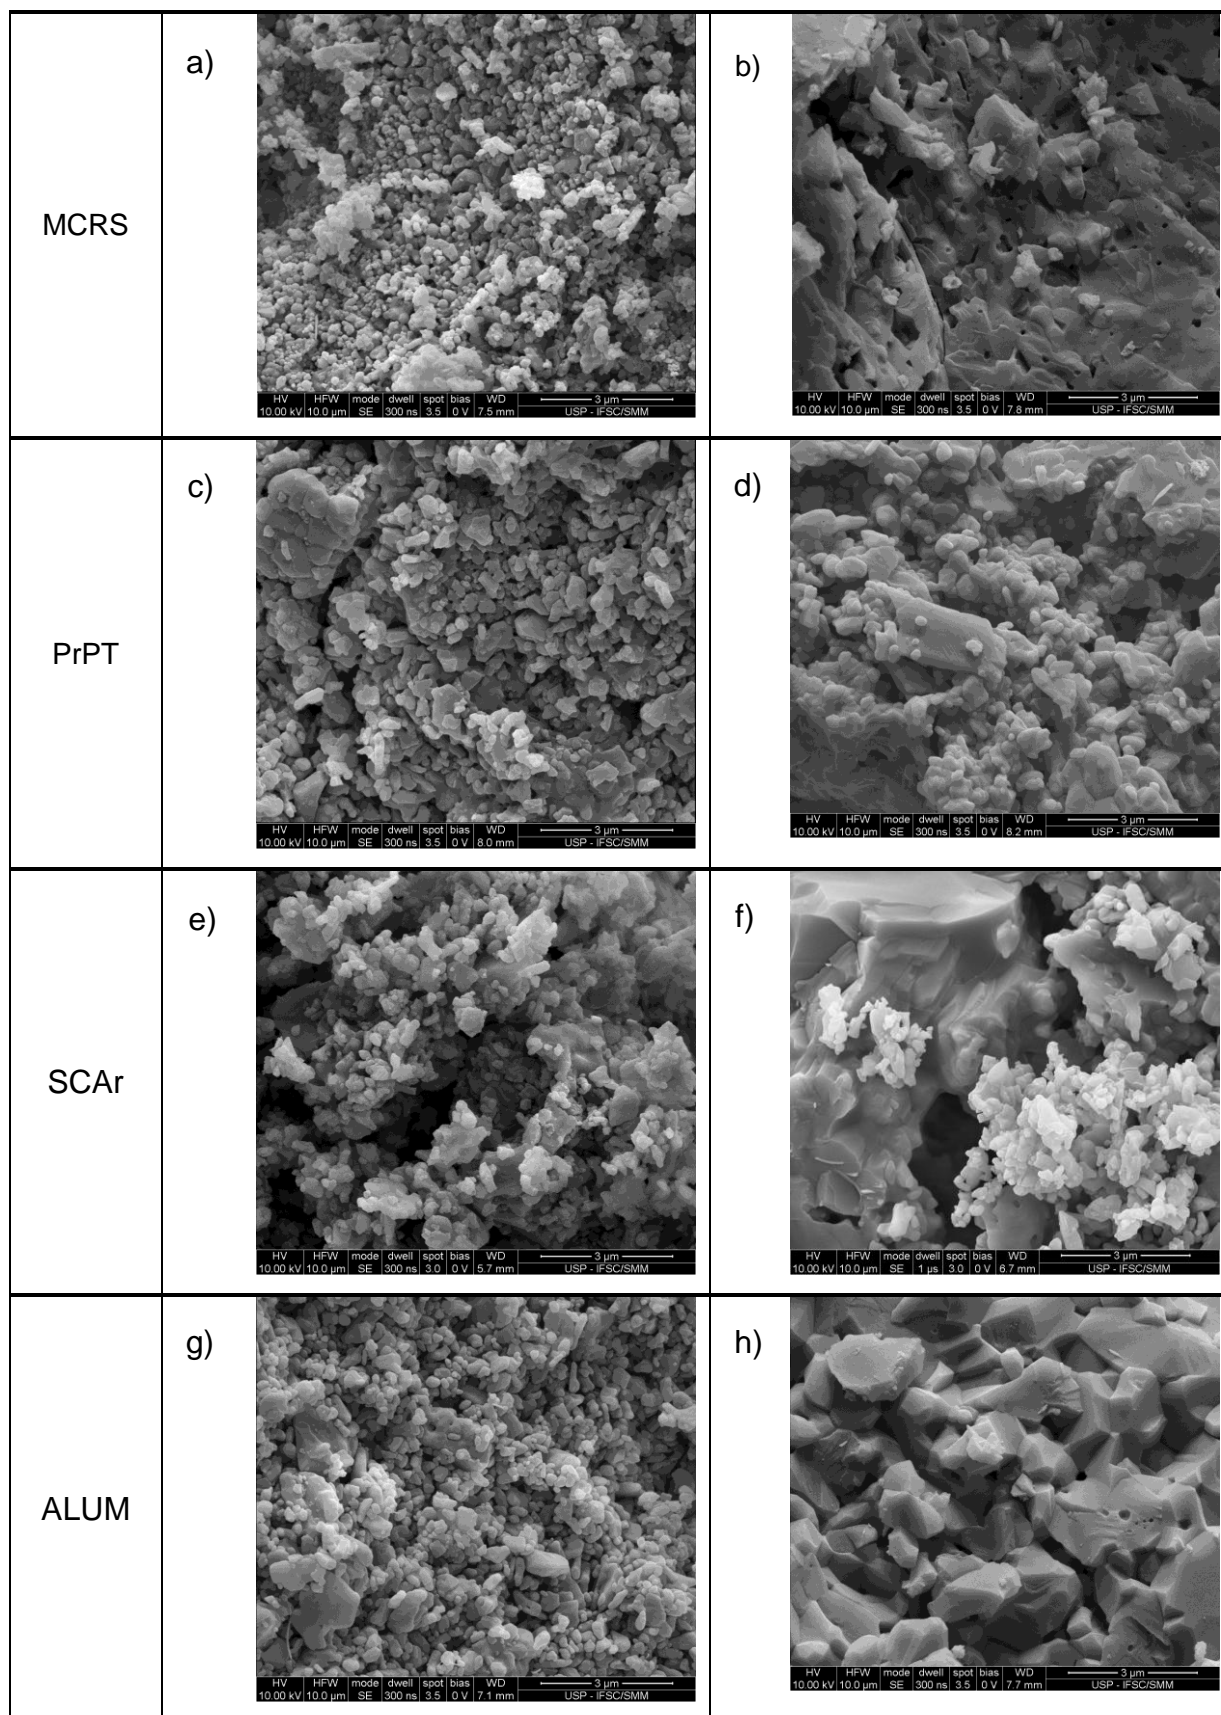 a)
b)
MCRS
HV HFW mode dwell spot bias WD 3 µm
10.00 kV 10.0 µm SE 300 ns 3.5 0 V 7.5 mm USP - IFSC/SMM
HV HFW mode dwell spot bias WD 3 µm
10.00 kV 10.0 µm SE 300 ns 3.5 0 V 7.8 mm USP - IFSC/SMM
c)
d)
PrPT
HV HFW mode dwell spot bias WD 3 µm
10.00 kV 10.0 µm SE 300 ns 3.5 0 V 8.0 mm USP - IFSC/SMM
HV HFW mode dwell spot bias WD 3 µm
10.00 kV 10.0 µm SE 300 ns 3.5 0 V 8.2 mm USP - IFSC/SMM
e)
f)
SCAr
HV HFW mode dwell spot bias WD 3 µm
10.00 kV 10.0 µm SE 300 ns 3.0 0 V 5.7 mm USP - IFSC/SMM
HV HFW mode dwell spot bias WD 3 µm
10.00 kV 10.0 µm SE 1 µs 3.0 0 V 6.7 mm USP - IFSC/SMM
g)
h)
ALUM
HV HFW mode dwell spot bias WD 3 µm
10.00 kV 10.0 µm SE 300 ns 3.5 0 V 7.1 mm USP - IFSC/SMM
HV HFW mode dwell spot bias WD 3 µm
10.00 kV 10.0 µm SE 300 ns 3.5 0 V 7.7 mm USP - IFSC/SMM